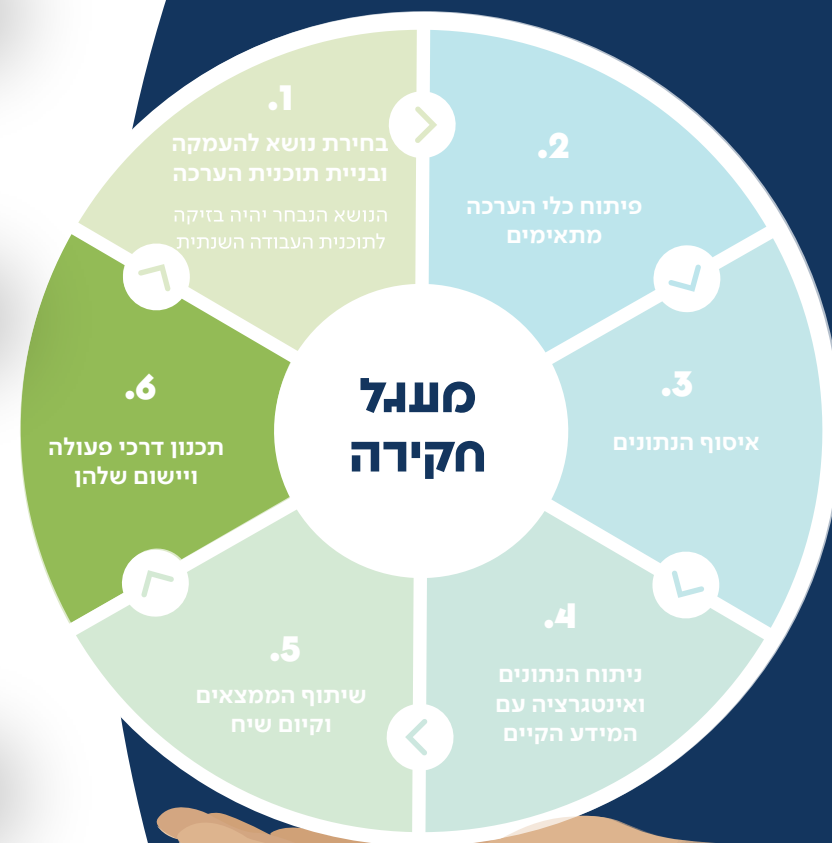 מעגל
חקירה
1.
בחירת נושא להעמקה
ובניית תוכנית הערכה
הנושא הנבחר יהיה בזיקה
לתוכנית העבודה השנתית
2.
פיתוח כלי הערכה
מתאימים
3.
איסוף הנתונים
4.
ניתוח הנתונים
ואינטגרציה עם
המידע הקיים
5.
שיתוף הממצאים
וקיום שיח
6.
תכנון דרכי פעולה
ויישום שלהן